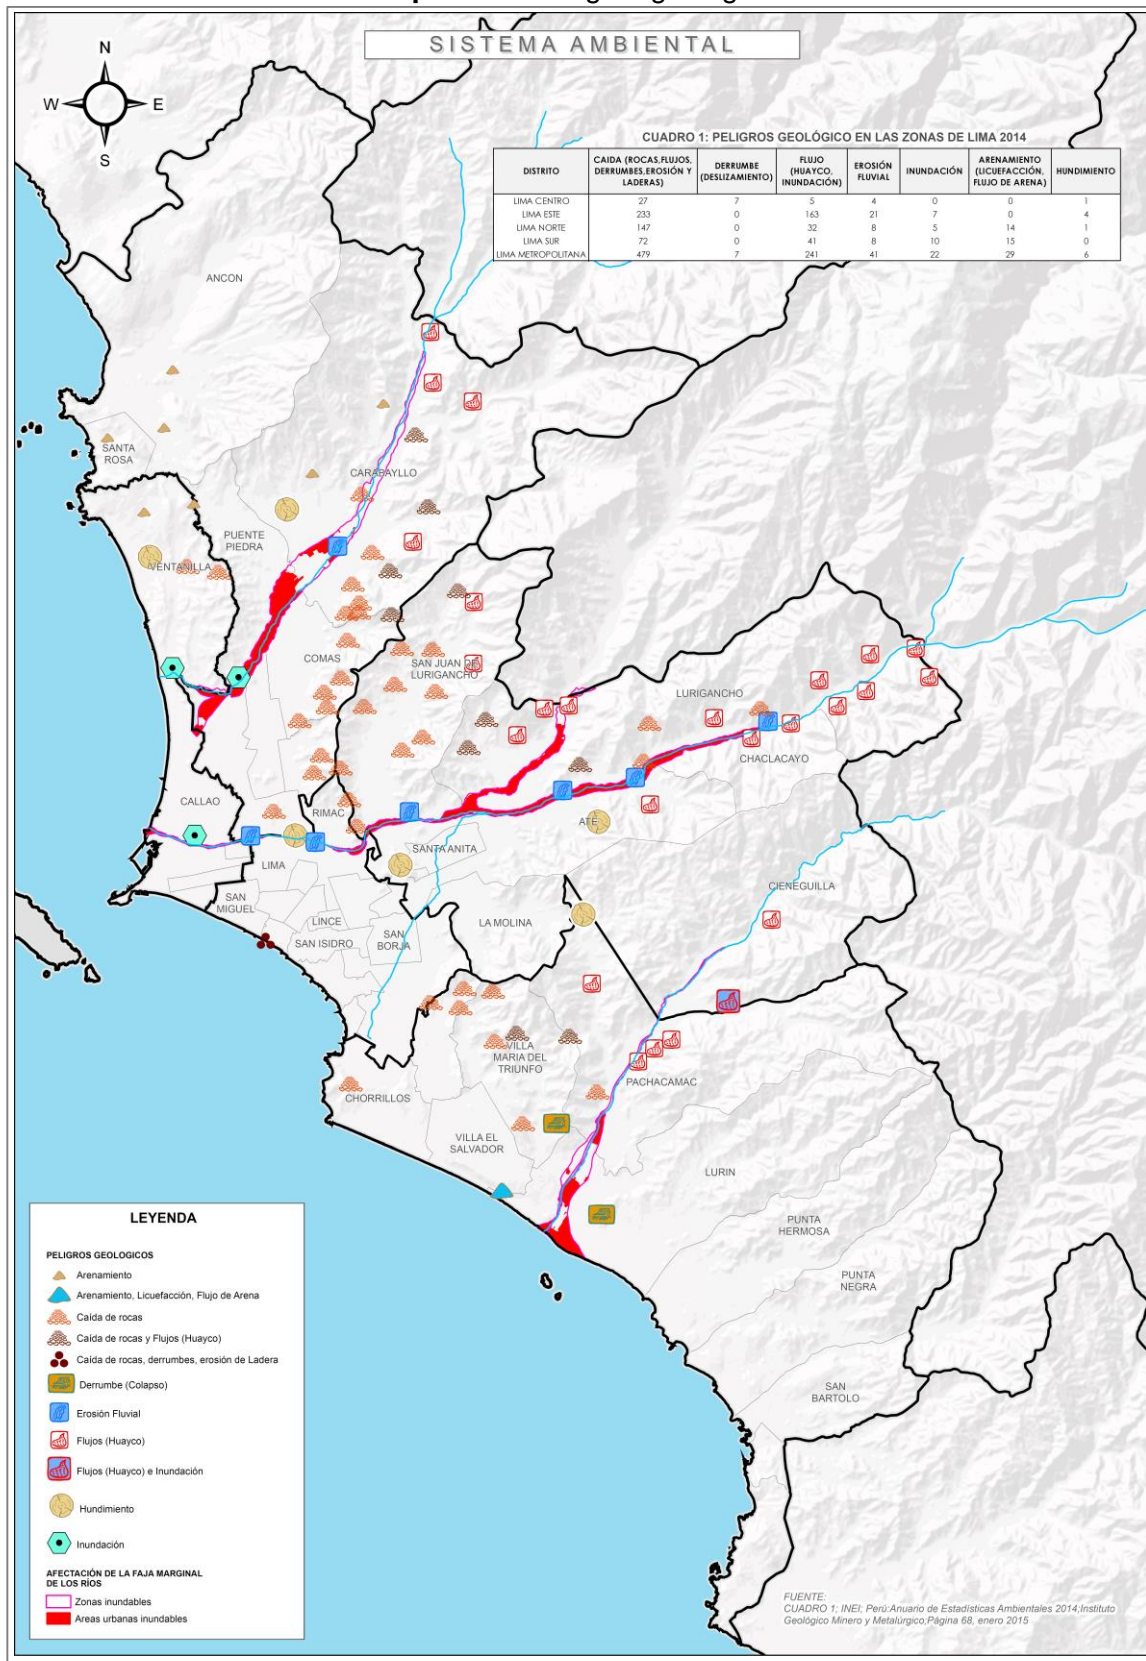 SISTEMA AMBIENTAL
N
W
E
S
CUADRO 1: PELIGROS GEOLÓGICO EN LAS ZONAS DE LIMA 2014
DISTRITO | CAIDA (ROCAS,FLUJOS, DERRUMBES,EROSIÓN Y LADERAS) | DERRUMBE (DESLIZAMIENTO) | FLUJO (HUAYCO, INUNDACIÓN) | EROSIÓN FLUVIAL | INUNDACIÓN | ARENAMIENTO (LICUEFACCIÓN, FLUJO DE ARENA) | HUNDIMIENTO
LIMA CENTRO 27 7 5 4 0 0 1
LIMA ESTE 233 0 163 21 7 0 4
LIMA NORTE 147 0 32 8 5 14 1
LIMA SUR 72 0 41 8 10 15 0
LIMA METROPOLITANA 479 7 241 41 22 29 6
ANCON
SANTA
ROSA
CARABAYLLO
PUENTE
PIEDRA
VENTANILLA
COMAS
SAN JUAN DE
LURIGANCHO
LURIGANCHO
CHACLACAYO
CALLAO
RIMAC
ATE
SANTA ANITA
LIMA
CIENEGUILLA
SAN
MIGUEL
LINCE
SAN ISIDRO
SAN
BORJA
LA MOLINA
VILLA
MARIA DEL
TRIUNFO
PACHACAMAC
CHORRILLOS
VILLA EL
SALVADOR
LURIN
PUNTA
HERMOSA
PUNTA
NEGRA
SAN
BARTOLO
LEYENDA
PELIGROS GEOLOGICOS
Arenamiento
Arenamiento, Licuefacción, Flujo de Arena
Caída de rocas
Caída de rocas y Flujos (Huayco)
Caída de rocas, derrumbes, erosión de Ladera
Derrumbe (Colapso)
Erosión Fluvial
Flujos (Huayco)
Flujos (Huayco) e Inundación
Hundimiento
Inundación
AFECTACIÓN DE LA FAJA MARGINAL
DE LOS RÍOS
Zonas inundables
Areas urbanas inundables
FUENTE:
CUADRO 1; INEI; Perú:Anuario de Estadísticas Ambientales 2014;Instituto
Geológico Minero y Metalúrgico;Página 68, enero 2015